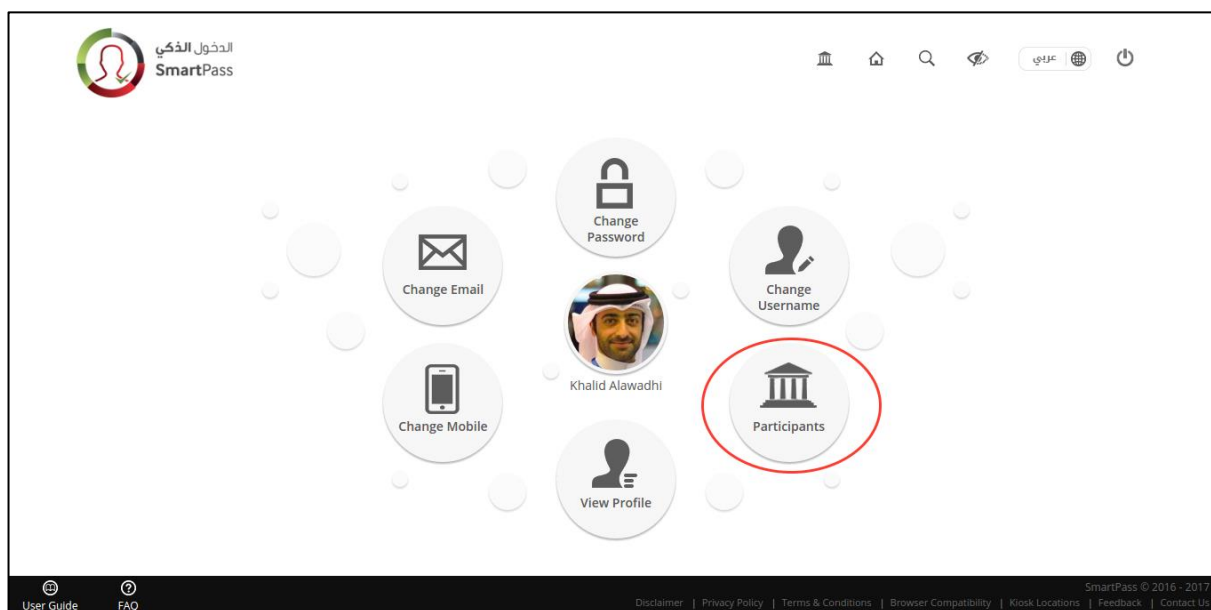 الدخول الذكي
SmartPass
عربي
Change
Password
Change Email
Change
Username
Khalid Alawadhi
Change Mobile
Participants
View Profile
User Guide
FAQ
SmartPass © 2016 - 2017
Disclaimer | Privacy Policy | Terms & Conditions | Browser Compatibility | Kiosk Locations | Feedback | Contact Us